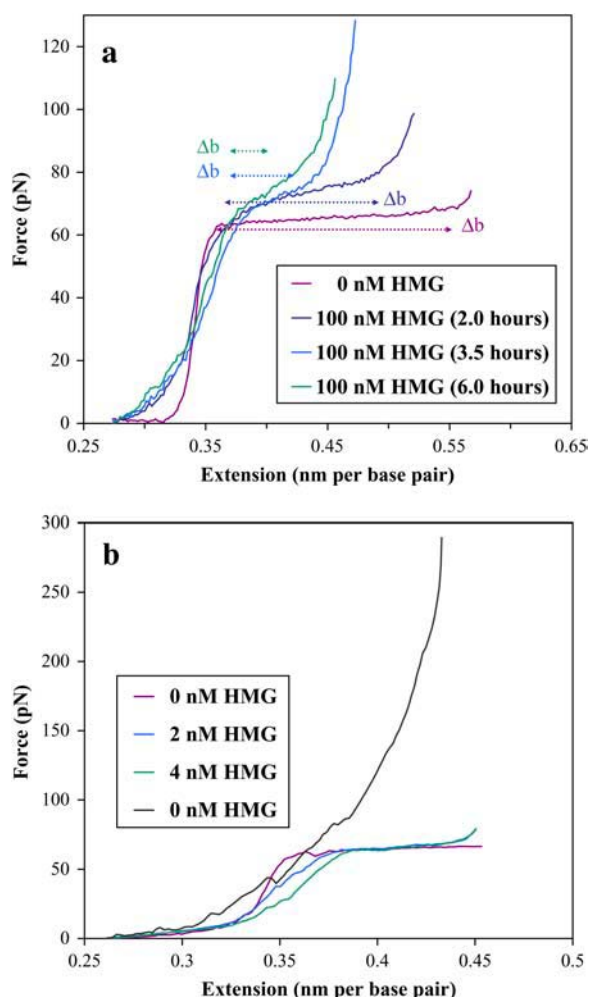 a
120
100
80
60
40
20
0
Force (pN)
Δb
Δb
Δb
Δb
0 nM HMG
100 nM HMG (2.0 hours)
100 nM HMG (3.5 hours)
100 nM HMG (6.0 hours)
0.25 0.35 0.45 0.55 0.65
Extension (nm per base pair)
b
300
250
200
150
100
50
0
Force (pN)
0 nM HMG
2 nM HMG
4 nM HMG
0 nM HMG
0.25 0.3 0.35 0.4 0.45 0.5
Extension (nm per base pair)